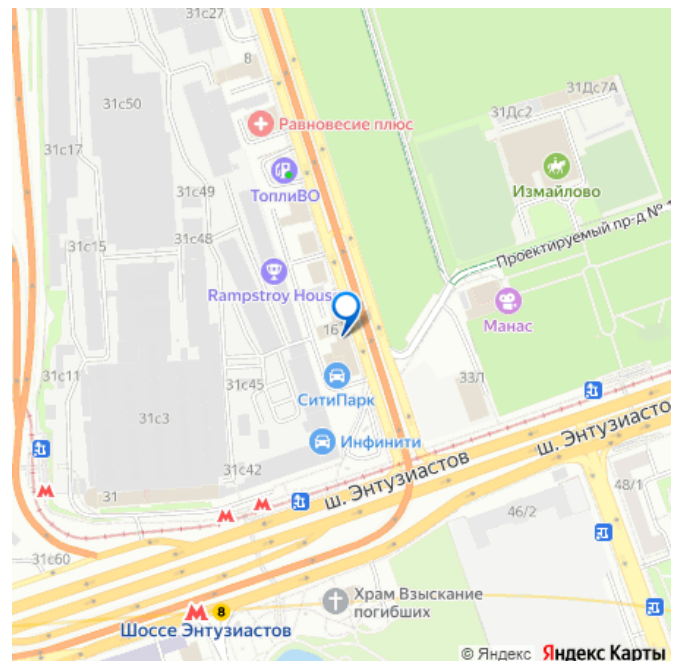 31с27
8
31с50
Равновесие плюс
31с17
31Дс2
31Дс7А
ТоплиВО
31с49
Измайлово
31с48
31с15
Проектируемый пр-д №
Rampstroy House
Манас
16
31с11
31с45
СитиПарк
33Л
31с3
Инфинити
ш. Энтузиастов
ш. Энтузиастов
31с42
31
48/1
46/2
31с60
Храм Взыскание
погибших
8
Шоссе Энтузиастов
© Яндекс Яндекс Карты